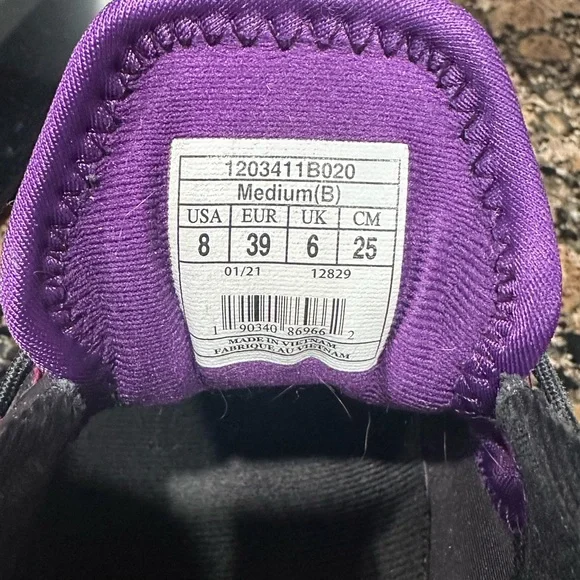 1203411B020
Medium(B)
USA EUR UK CM
8 39 6 25
01/21 12829
1 90340 86966 2
MADE IN VIETNAM
FABRIQUE AU VIETNAM